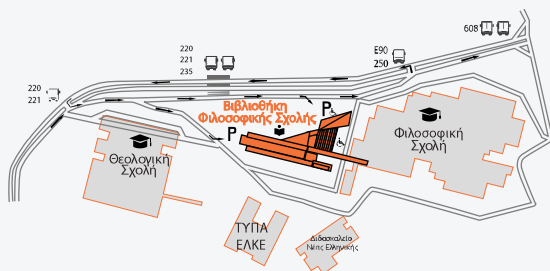 608
220
221
235
E90
250
220
221
Βιβλιοθήκη
Φιλοσοφικής Σχολής
P
P
Θεολογική
Σχολή
Φιλοσοφική
Σχολή
ΤΥΠΑ
ΕΛΚΕ
Διδασκαλείο
Νέας Ελληνικής